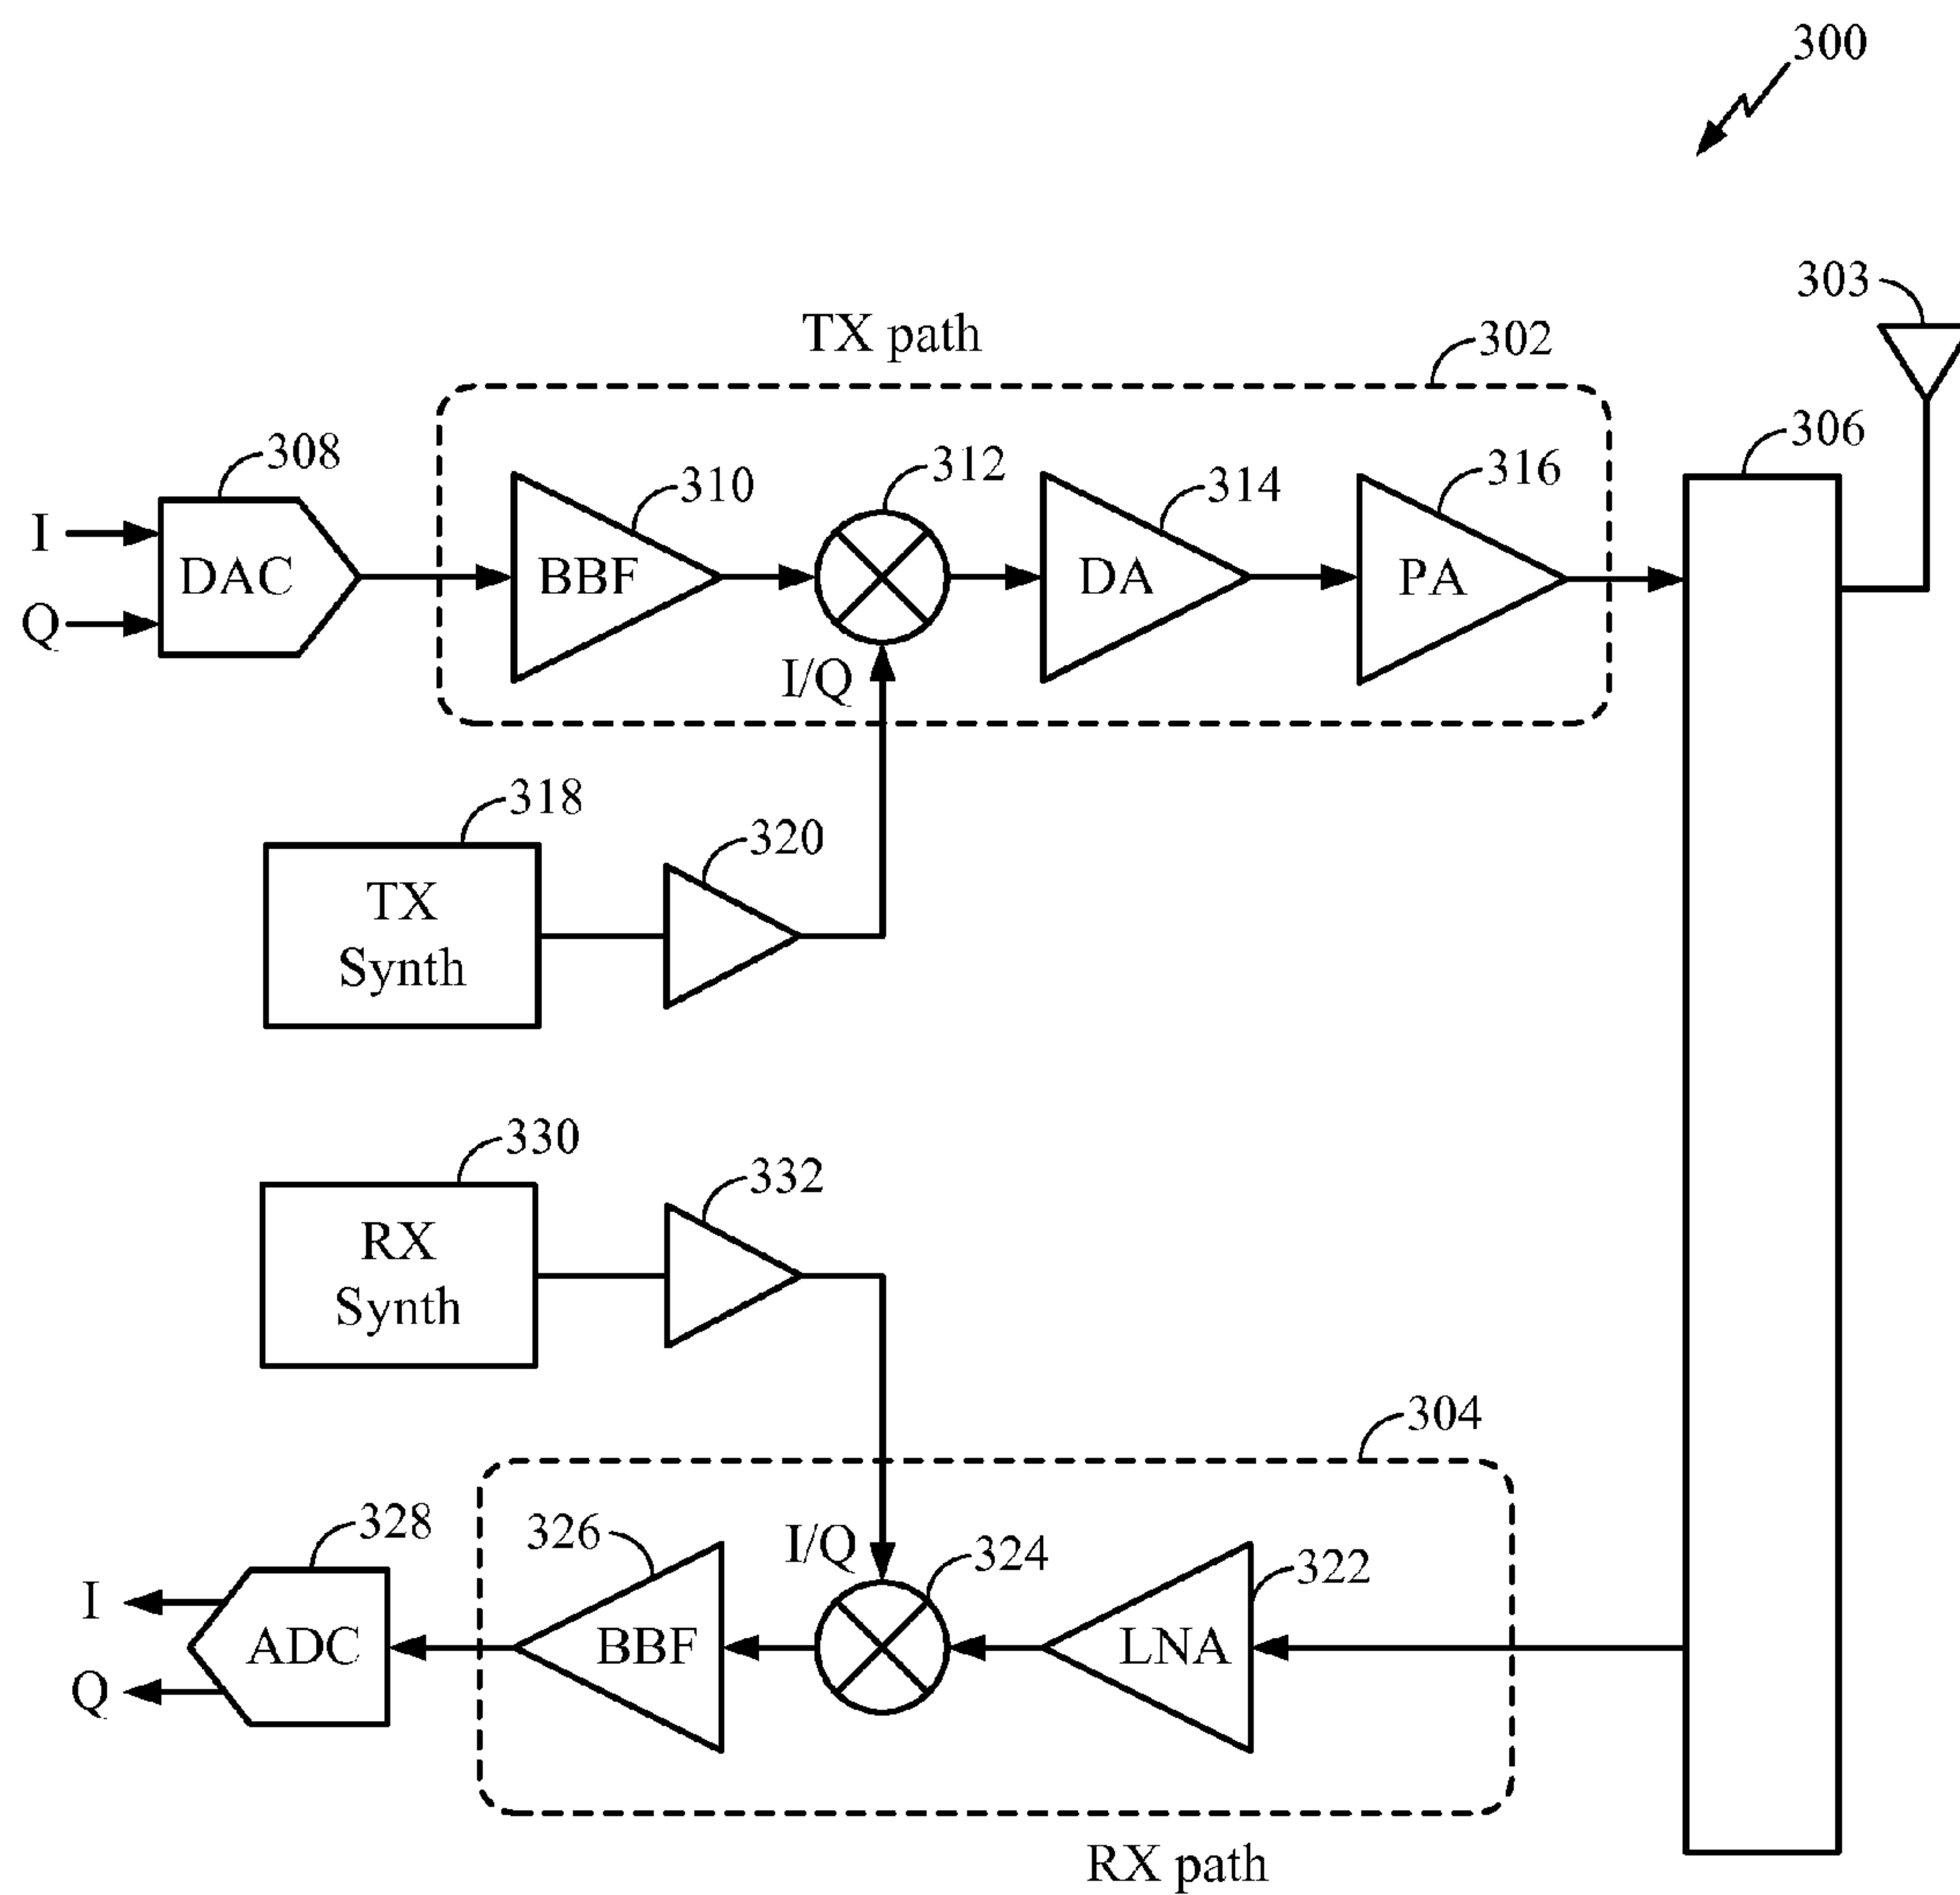 300
303
TX path
302
306
308
310
312
314
316
I
DAC
BBF
DA
PA
Q
I/Q
318
320
TX
Synth
330
332
RX
Synth
304
328
326
I/Q
324
322
I
ADC
BBF
LNA
Q
RX path